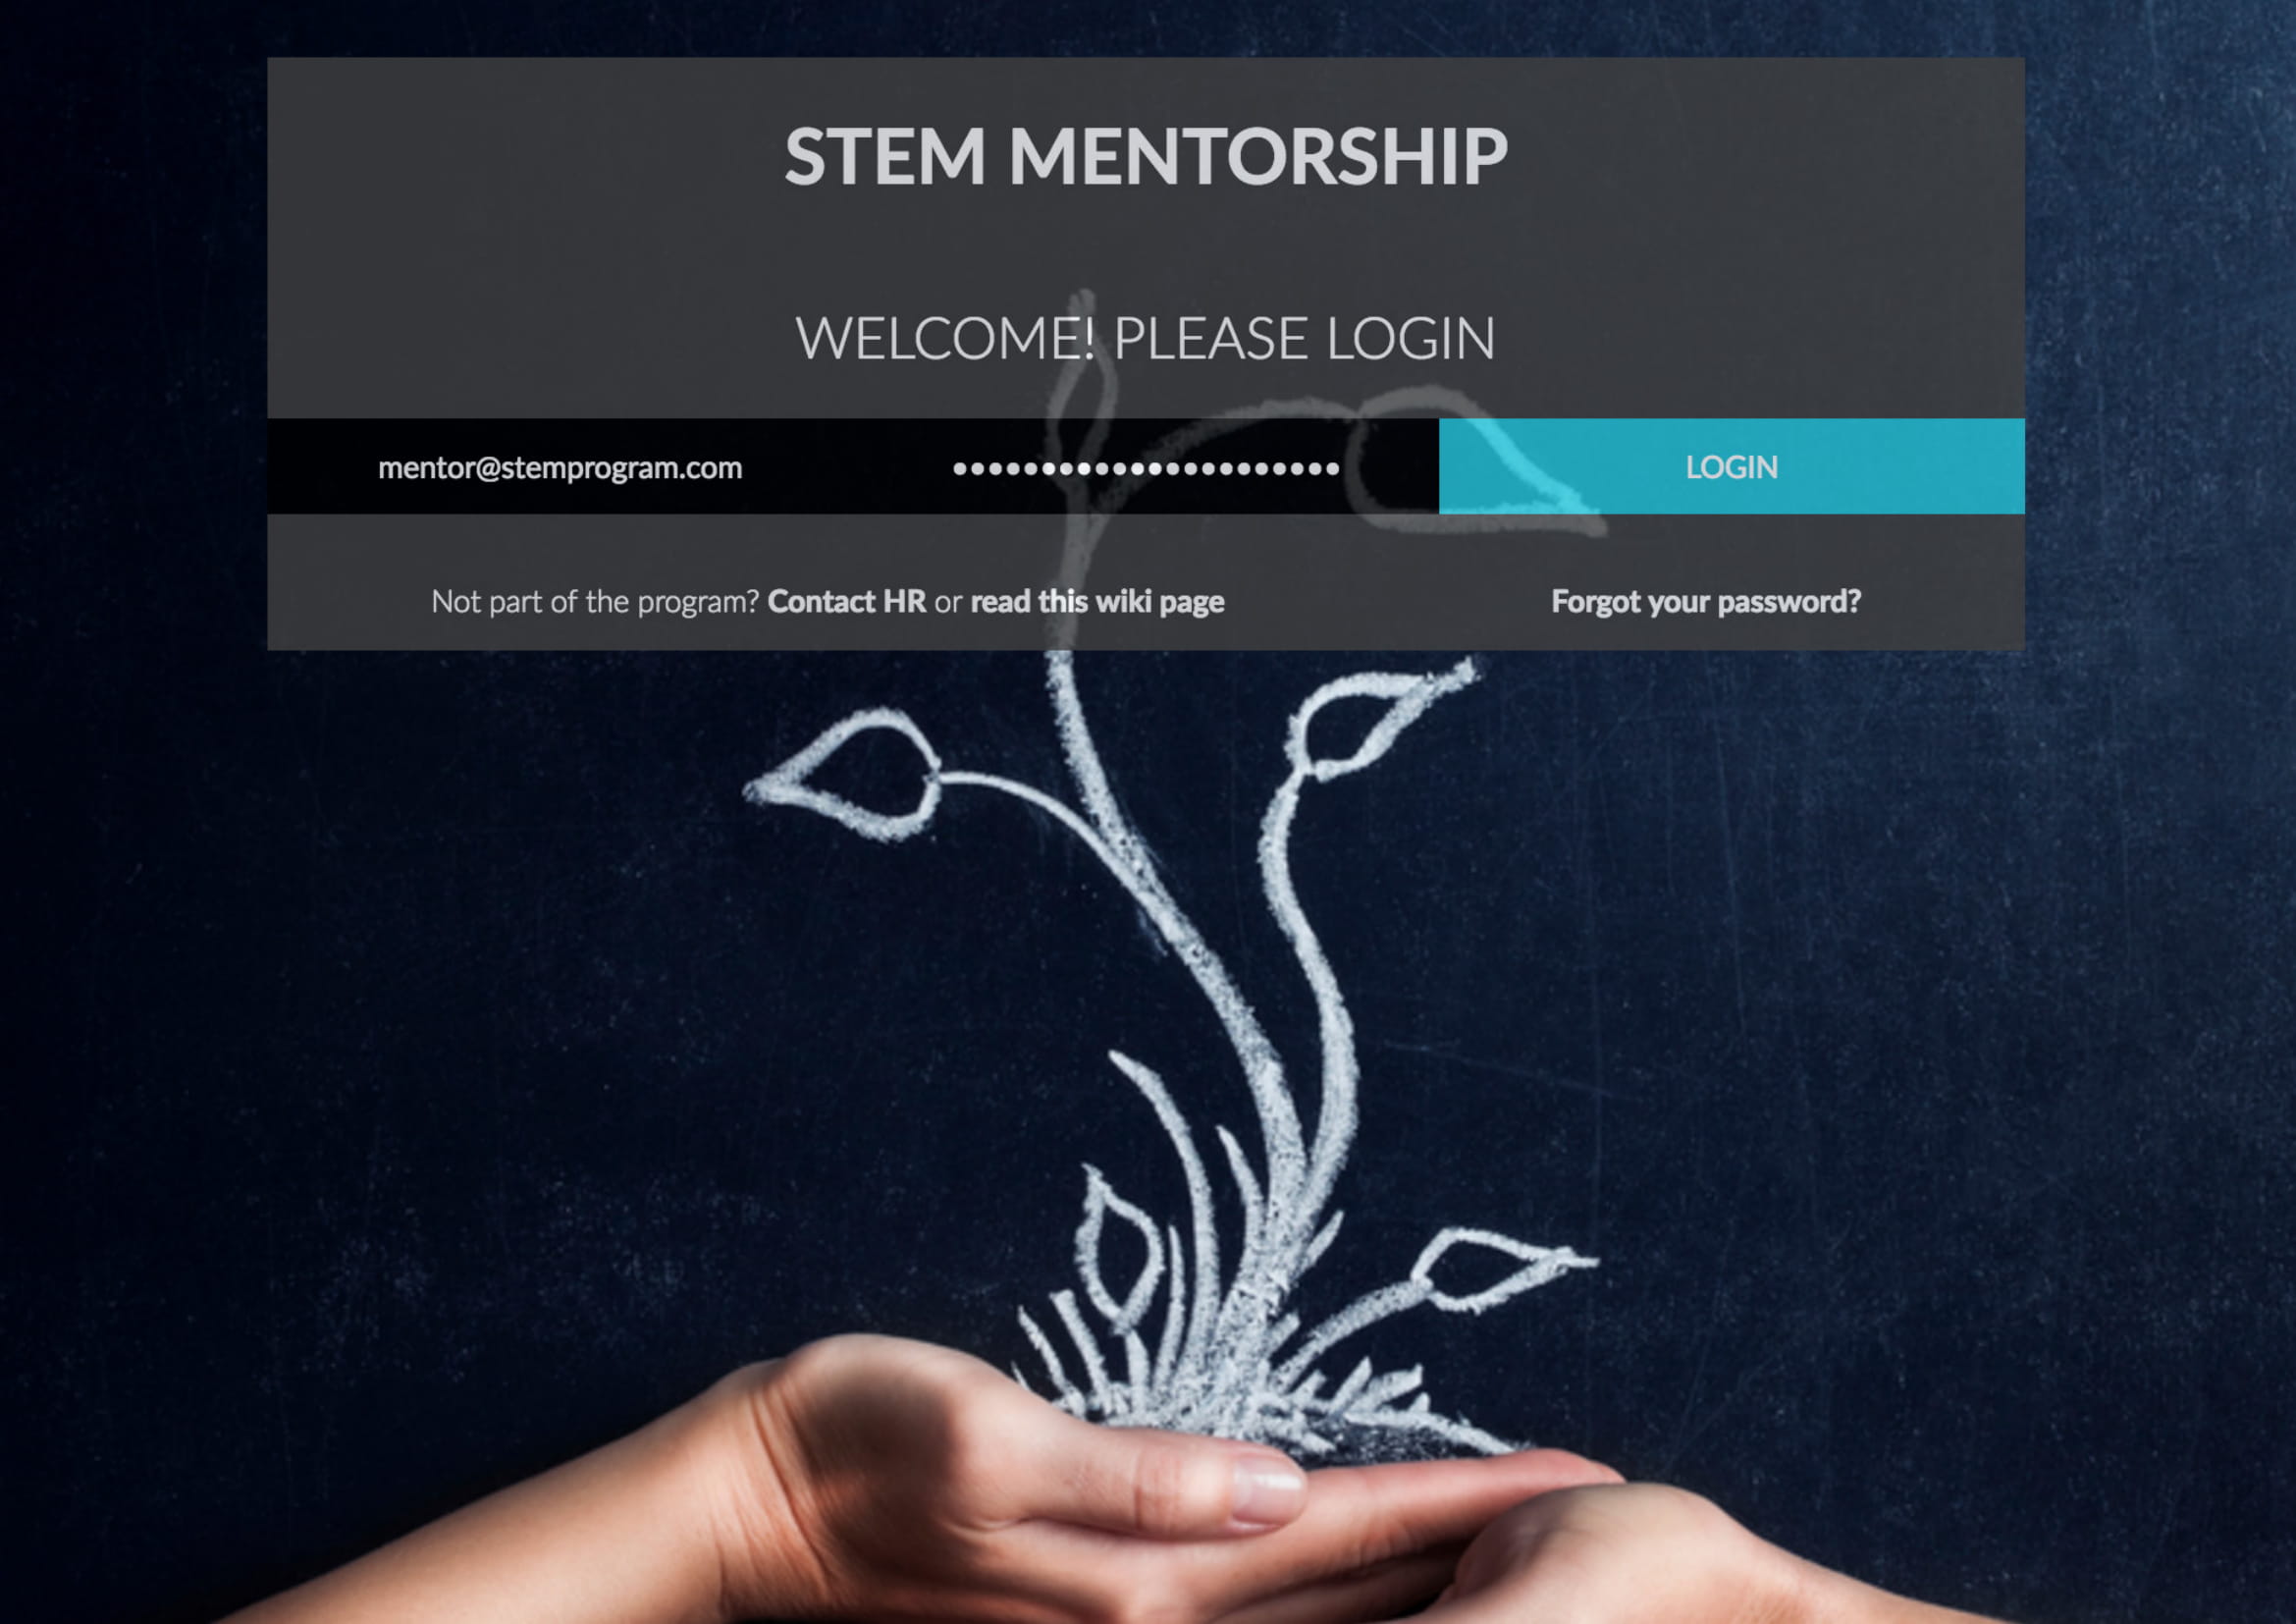 STEM MENTORSHIP
WELCOME! PLEASE LOGIN
mentor@stemprogram.com
••••••••••••••••••••••
LOGIN
Not part of the program? Contact HR or read this wiki page
Forgot your password?